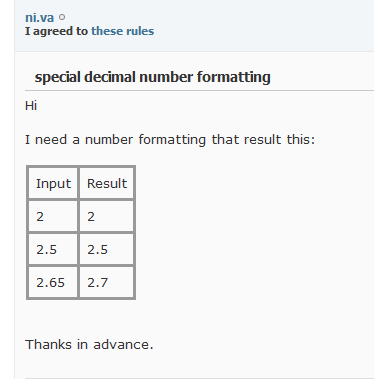 ni.va
I agreed to these rules
special decimal number formatting
Hi
I need a number formatting that result this:
Input Result
2 2
2.5 2.5
2.65 2.7
Thanks in advance.